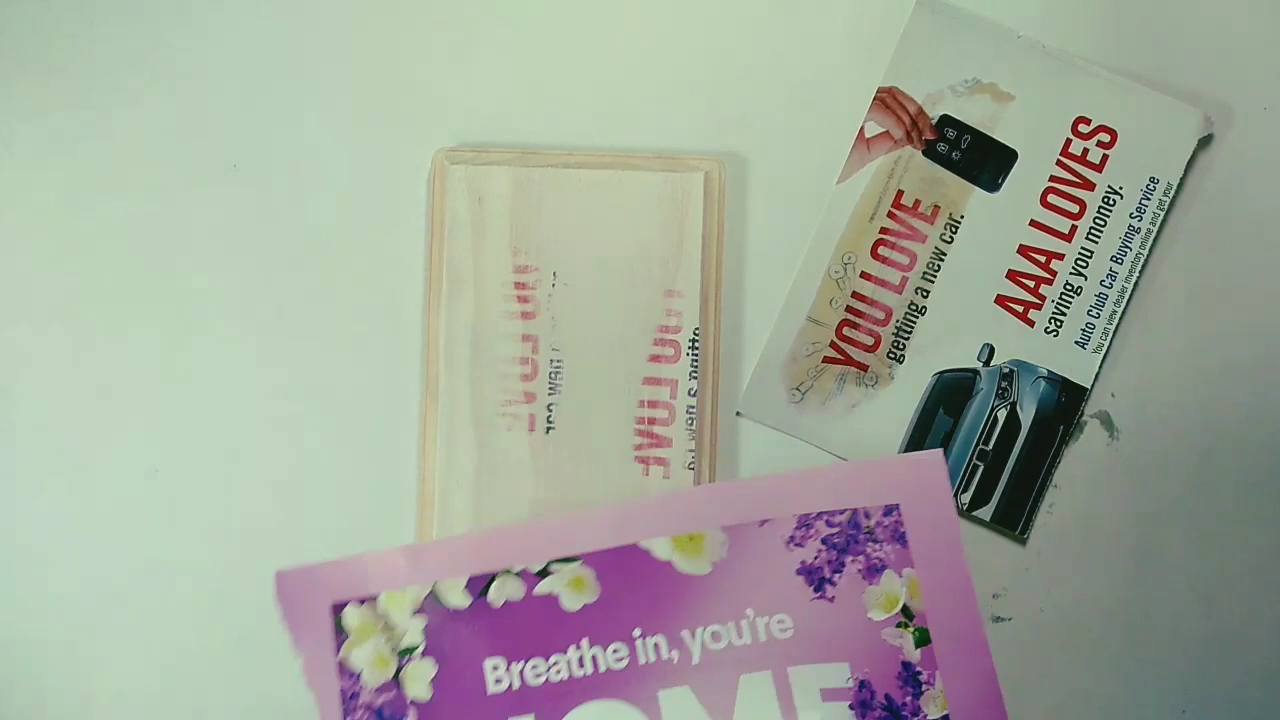 YOU LOVE
getting a new car.
AAA LOVES
saving you money.
Auto Club Car Buying Service
You can view dealer inventory online and get your
Breathe in, you're
HOME